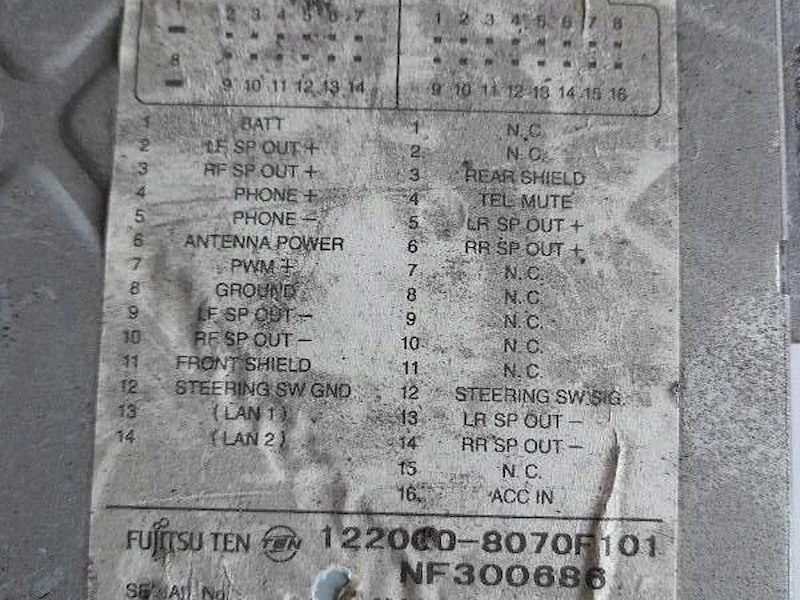 1 2 3 4 5 6 7
8 9 10 11 12 13 14
1 2 3 4 5 6 7 8
9 10 11 12 13 14 15 16
1 BATT
2 LF SP OUT +
3 RF SP OUT +
4 PHONE +
5 PHONE −
6 ANTENNA POWER
7 PWM +
8 GROUND
9 LF SP OUT −
10 RF SP OUT −
11 FRONT SHIELD
12 STEERING SW GND
13 (LAN 1)
14 (LAN 2)
1 N.C.
2 N.C.
3 REAR SHIELD
4 TEL MUTE
5 LR SP OUT +
6 RR SP OUT +
7 N.C.
8 N.C.
9 N.C.
10 N.C.
11 N.C.
12 STEERING SW SIG.
13 LR SP OUT −
14 RR SP OUT −
15 N.C.
16 ACC IN
FUJITSU TEN TEN 122000-8070F101
NF300686
No.